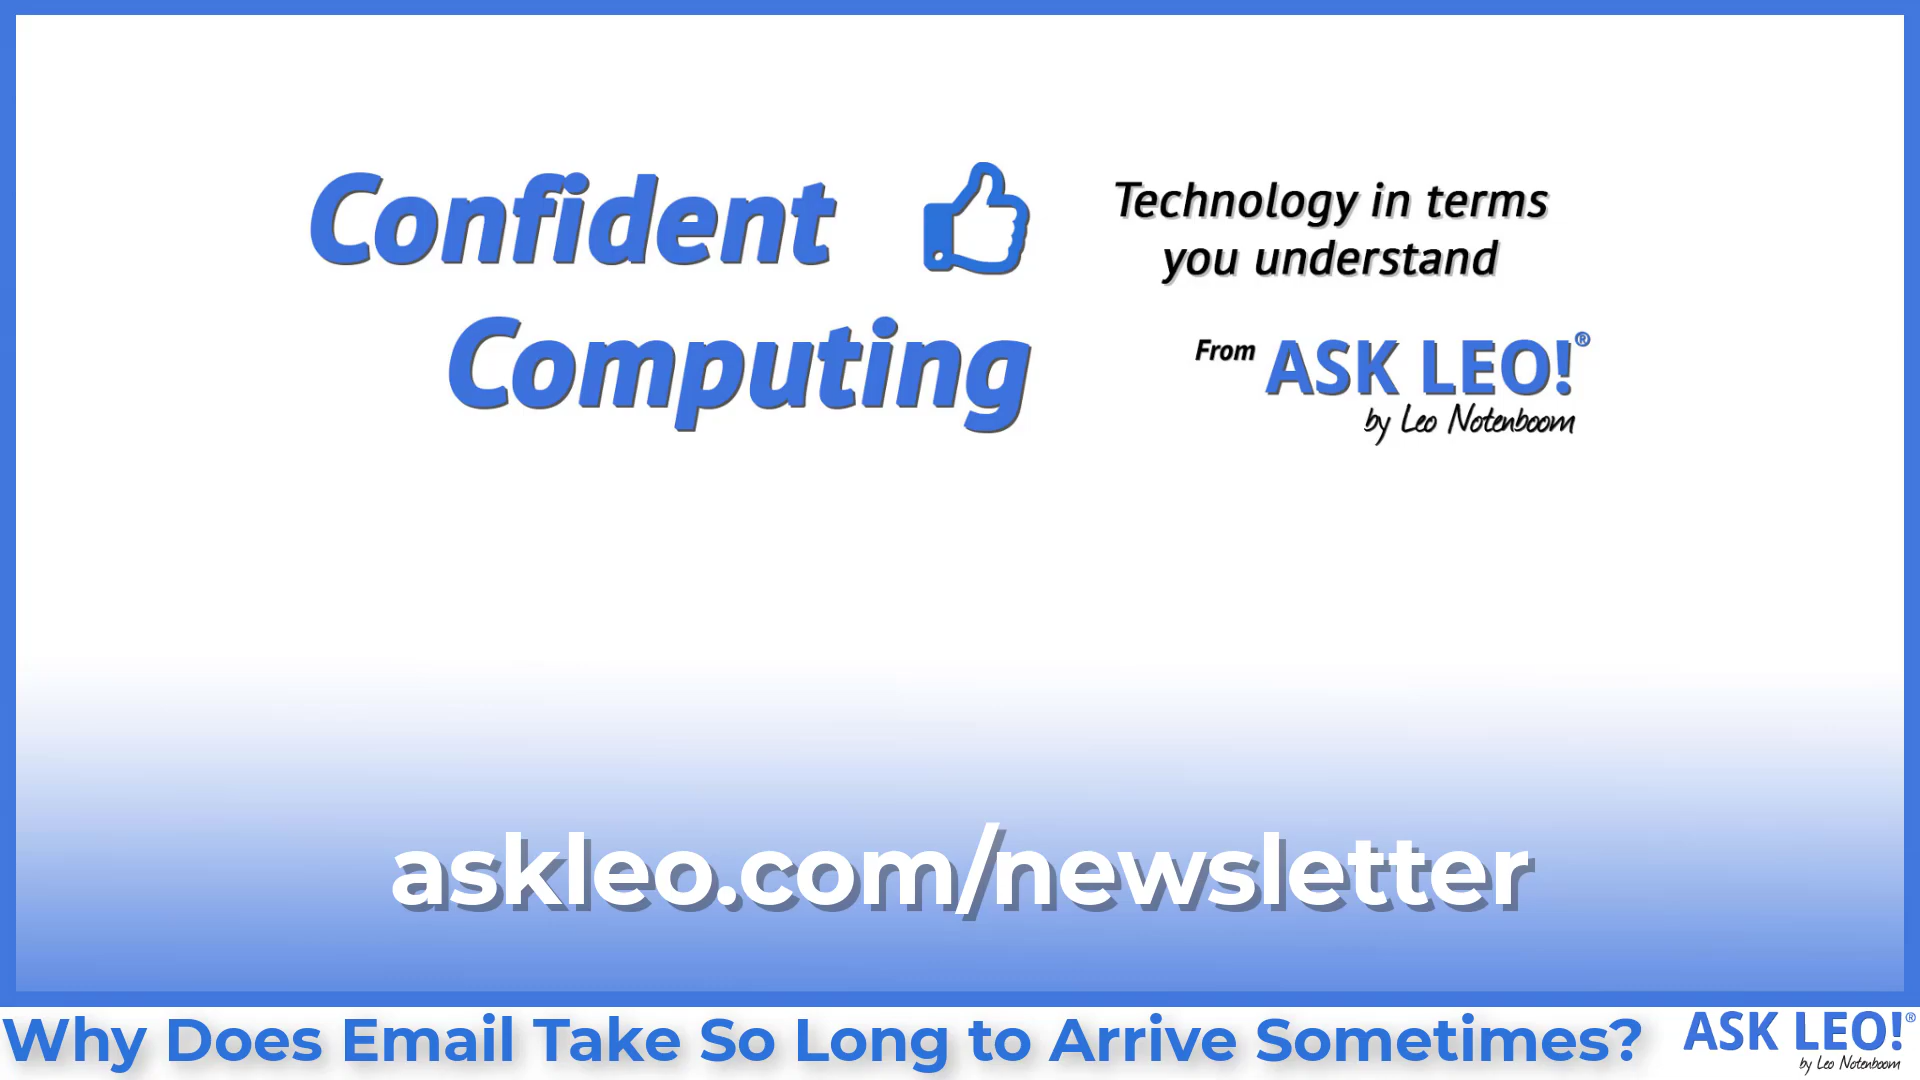 Confident
Computing
Technology in terms
you understand
From ASK LEO!®
by Leo Notenboom
askleo.com/newsletter
Why Does Email Take So Long to Arrive Sometimes?
ASK LEO!®
by Leo Notenboom